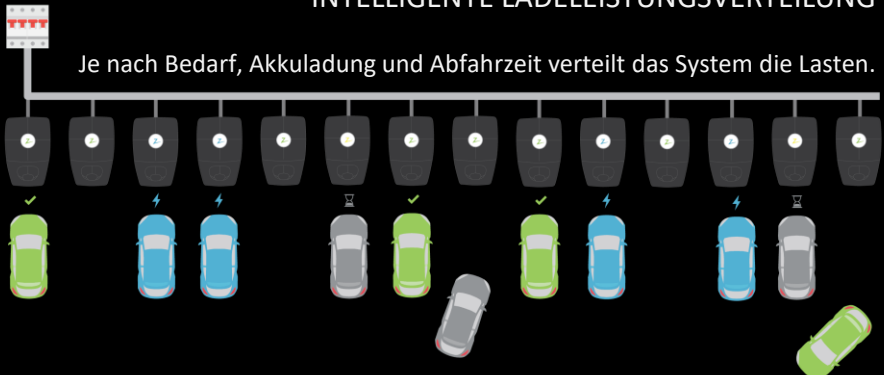 INTELLIGENTE LADELEISTUNGSVERTEILUNG
Je nach Bedarf, Akkuladung und Abfahrzeit verteilt das System die Lasten.